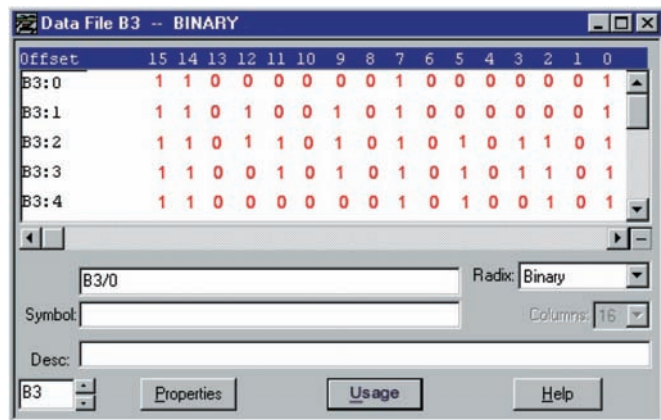 Data File B3 -- BINARY
Offset 15 14 13 12 11 10 9 8 7 6 5 4 3 2 1 0
B3:0 1 1 0 0 0 0 0 0 1 0 0 0 0 0 0 1
B3:1 1 1 0 1 0 0 1 0 1 0 0 0 0 0 0 1
B3:2 1 1 0 1 1 0 1 0 1 0 1 0 1 1 0 1
B3:3 1 1 0 0 1 0 1 0 1 0 1 0 1 1 0 1
B3:4 1 1 0 0 0 0 0 0 1 0 1 0 0 1 0 1
B3/0 Radix: Binary
Symbol: Columns: 16
Desc:
B3 Properties Usage Help